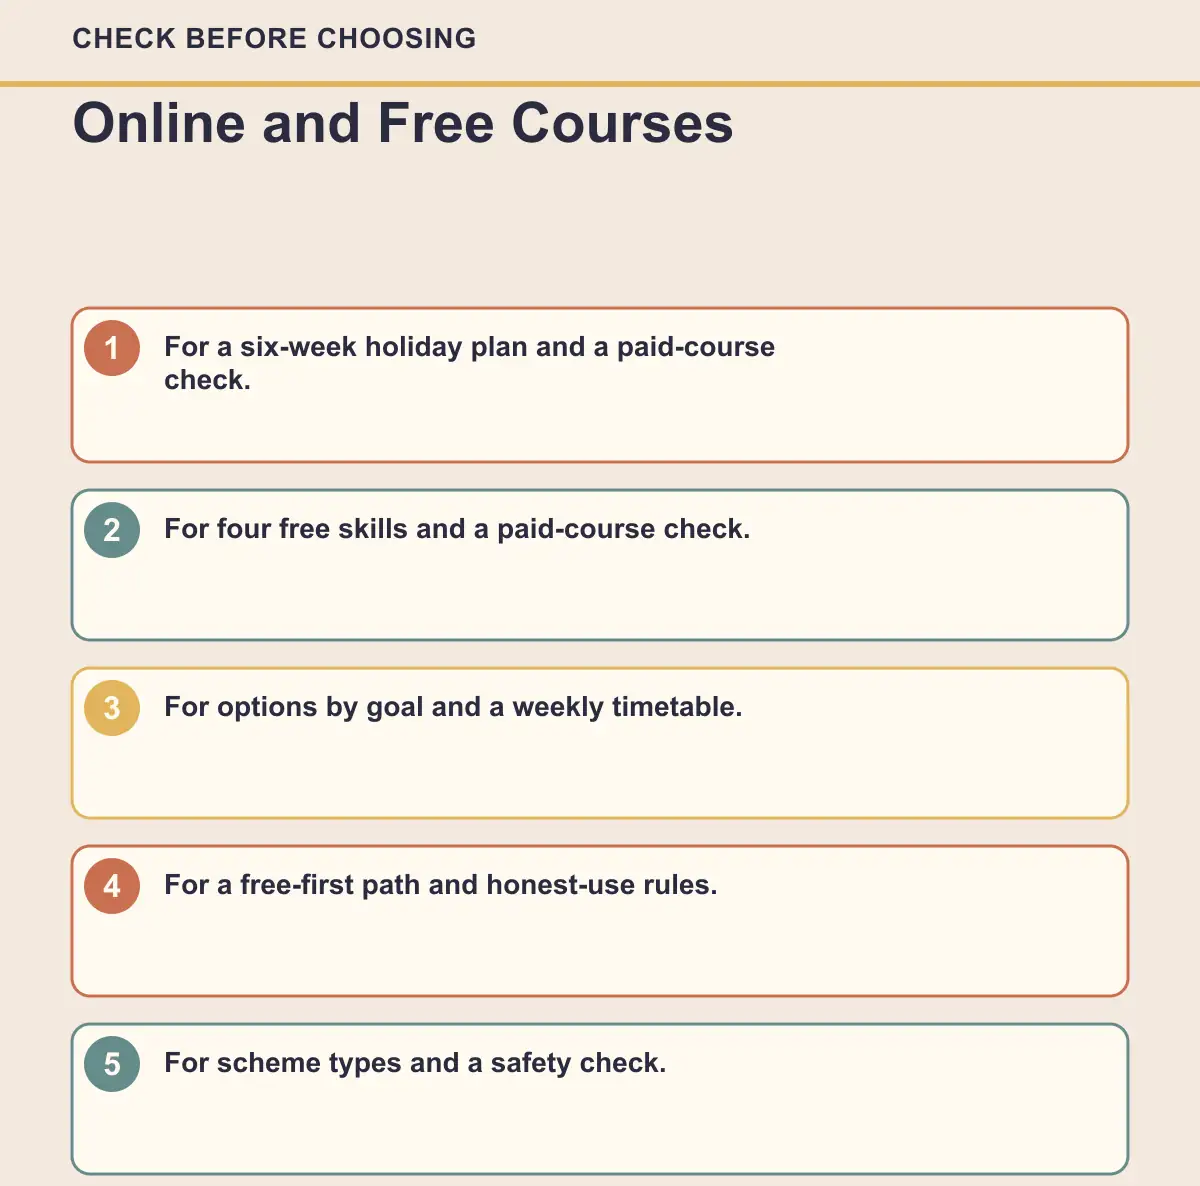 CHECK BEFORE CHOOSING
Online and Free Courses
1
For a six-week holiday plan and a paid-course
check.
2
For four free skills and a paid-course check.
3
For options by goal and a weekly timetable.
4
For a free-first path and honest-use rules.
5
For scheme types and a safety check.